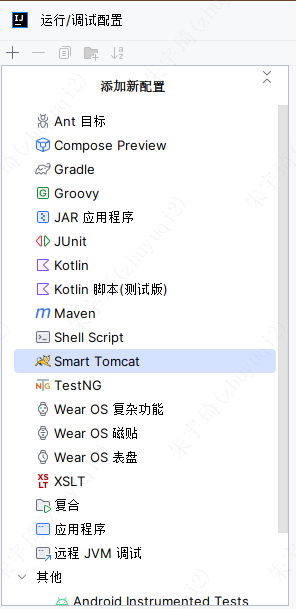 运行/调试配置
添加新配置
Ant 目标
Compose Preview
Gradle
Groovy
JAR 应用程序
JUnit
Kotlin
Kotlin 脚本(测试版)
Maven
Shell Script
Smart Tomcat
TestNG
Wear OS 复杂功能
Wear OS 磁贴
Wear OS 表盘
XSLT
复合
应用程序
远程 JVM 调试
其他
Android Instrumented Tests